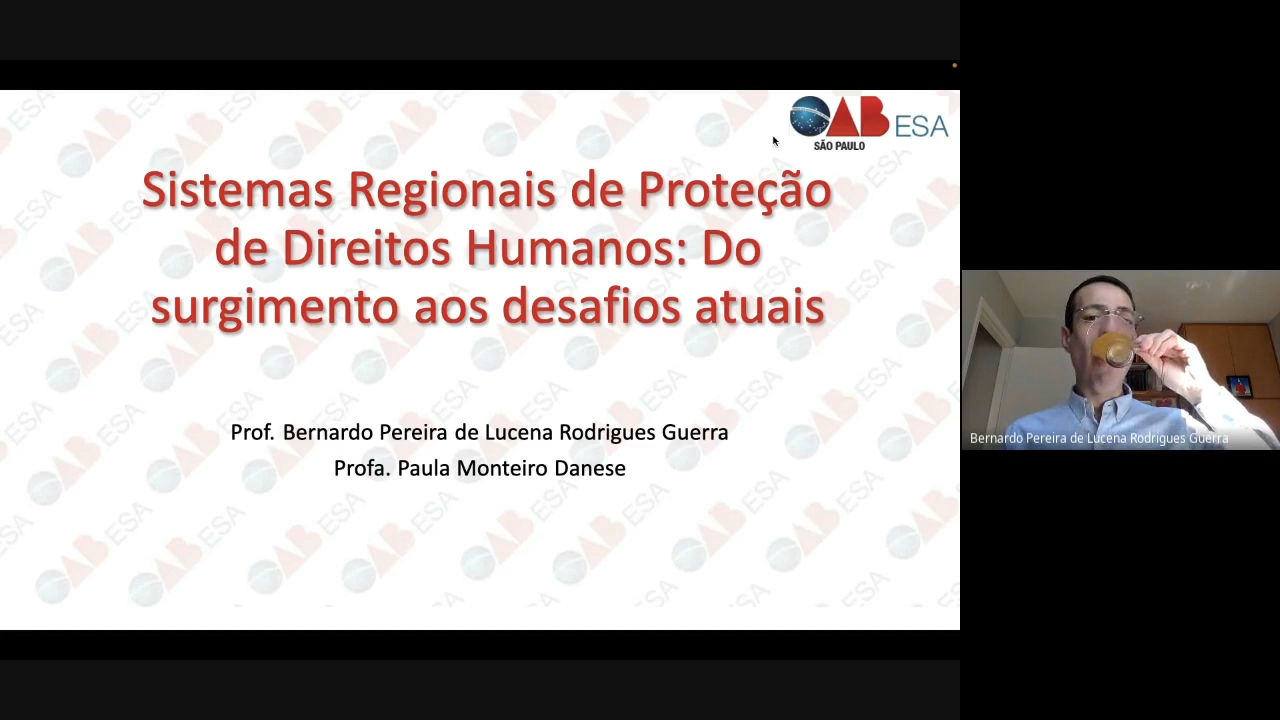 OAB ESA
SÃO PAULO
Sistemas Regionais de Proteção
de Direitos Humanos: Do
surgimento aos desafios atuais
Prof. Bernardo Pereira de Lucena Rodrigues Guerra
Profa. Paula Monteiro Danese
Bernardo Pereira de Lucena Rodrigues Guerra